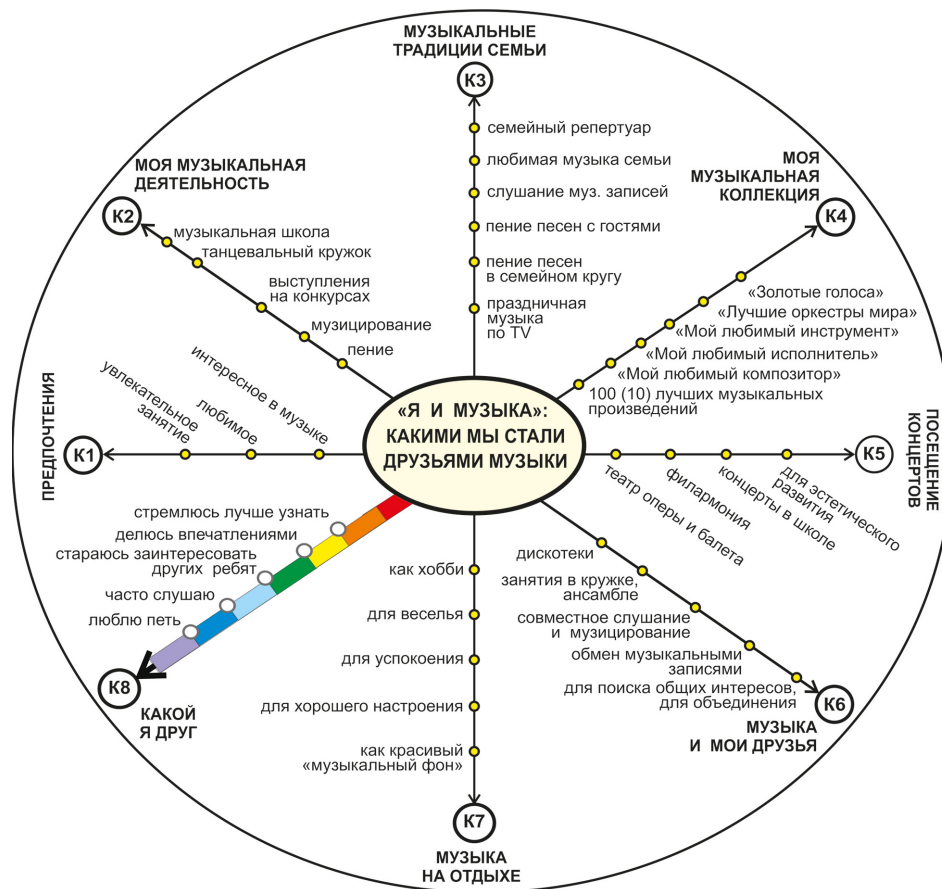 МУЗЫКАЛЬНЫЕ
ТРАДИЦИИ СЕМЬИ
К3
семейный репертуар
любимая музыка семьи
слушание муз. записей
пение песен с гостями
пение песен
в семейном кругу
праздничная
музыка
по TV
МОЯ МУЗЫКАЛЬНАЯ
ДЕЯТЕЛЬНОСТЬ
К2
музыкальная школа
танцевальный кружок
выступления
на конкурсах
музицирование
пение
МОЯ
МУЗЫКАЛЬНАЯ
КОЛЛЕКЦИЯ
К4
«Золотые голоса»
«Лучшие оркестры мира»
«Мой любимый инструмент»
«Мой любимый исполнитель»
«Мой любимый композитор»
100 (10) лучших музыкальных
произведений
ПРЕДПОЧТЕНИЯ
К1
увлекательное
занятие
любимое
интересное в музыке
«Я И МУЗЫКА»:
КАКИМИ МЫ СТАЛИ
ДРУЗЬЯМИ МУЗЫКИ
ПОСЕЩЕНИЕ
КОНЦЕРТОВ
К5
театр оперы и балета
филармония
концерты в школе
для эстетического
развития
стремлюсь лучше узнать
делюсь впечатлениями
стараюсь заинтересовать
других ребят
часто слушаю
люблю петь
К8
КАКОЙ
Я ДРУГ
как хобби
для веселья
для успокоения
для хорошего настроения
как красивый
«музыкальный фон»
К7
МУЗЫКА
НА ОТДЫХЕ
дискотеки
занятия в кружке,
ансамбле
совместное слушание
и музицирование
обмен музыкальными
записями
для поиска общих интересов,
для объединения
К6
МУЗЫКА
И МОИ ДРУЗЬЯ